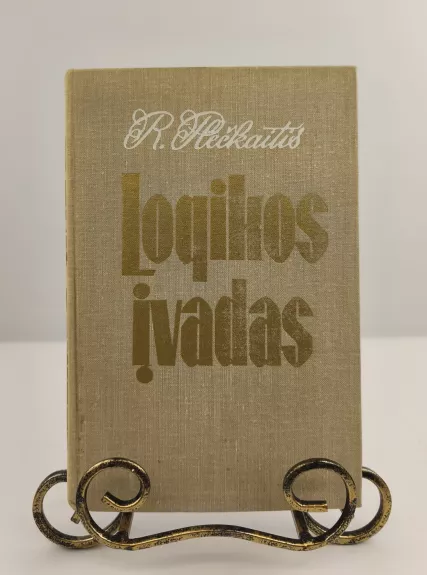 R. Plečkaitis
Logikos
įvadas